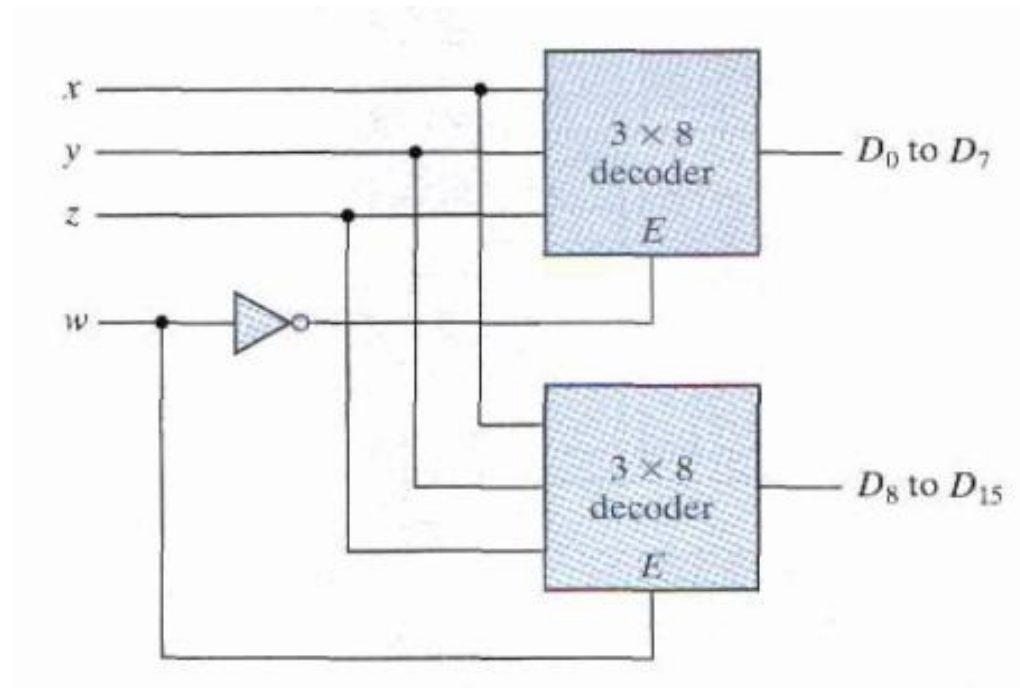 x
y
z
w
3 × 8
decoder
E
D₀ to D₇
3 × 8
decoder
E
D₈ to D₁₅